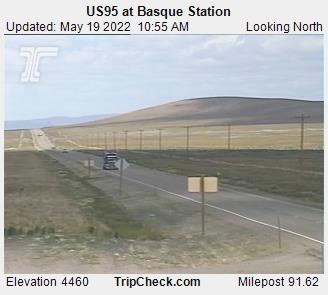 US95 at Basque Station
Updated: May 19 2022 10:55 AM Looking North
Elevation 4460 TripCheck.com Milepost 91.62